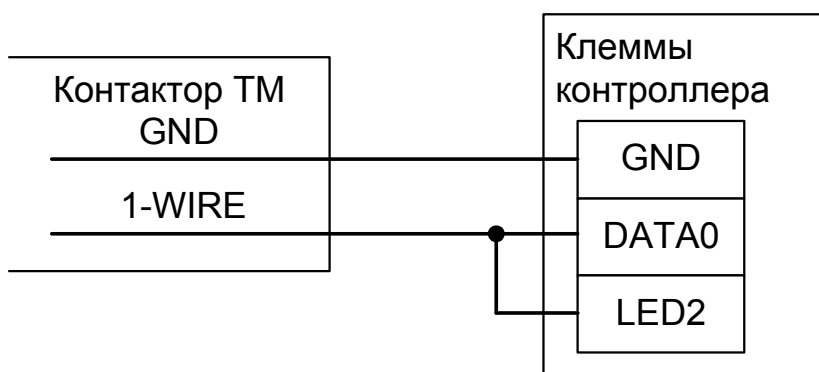 Контактор ТМ
GND
1-WIRE
Клеммы
контроллера
GND
DATA0
LED2